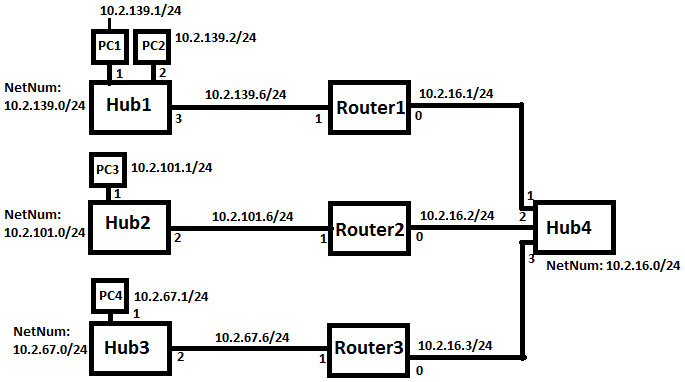 10.2.139.1/24
PC1
PC2
10.2.139.2/24
1
2
NetNum:
10.2.139.0/24
Hub1
3
10.2.139.6/24
1
Router1
0
10.2.16.1/24
PC3
10.2.101.1/24
1
NetNum:
10.2.101.0/24
Hub2
2
10.2.101.6/24
1
Router2
0
10.2.16.2/24
1
2
3
Hub4
NetNum: 10.2.16.0/24
PC4
10.2.67.1/24
1
NetNum:
10.2.67.0/24
Hub3
2
10.2.67.6/24
1
Router3
0
10.2.16.3/24